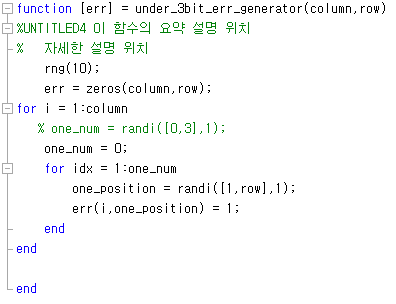 function [err] = under_3bit_err_generator(column,row)
%UNTITLED4 이 함수의 요약 설명 위치
%   자세한 설명 위치
    rng(10);
    err = zeros(column,row);
for i = 1:column
   % one_num = randi([0,3],1);
    one_num = 0;
    for idx = 1:one_num
        one_position = randi([1,row],1);
        err(i,one_position) = 1;
    end
end
end